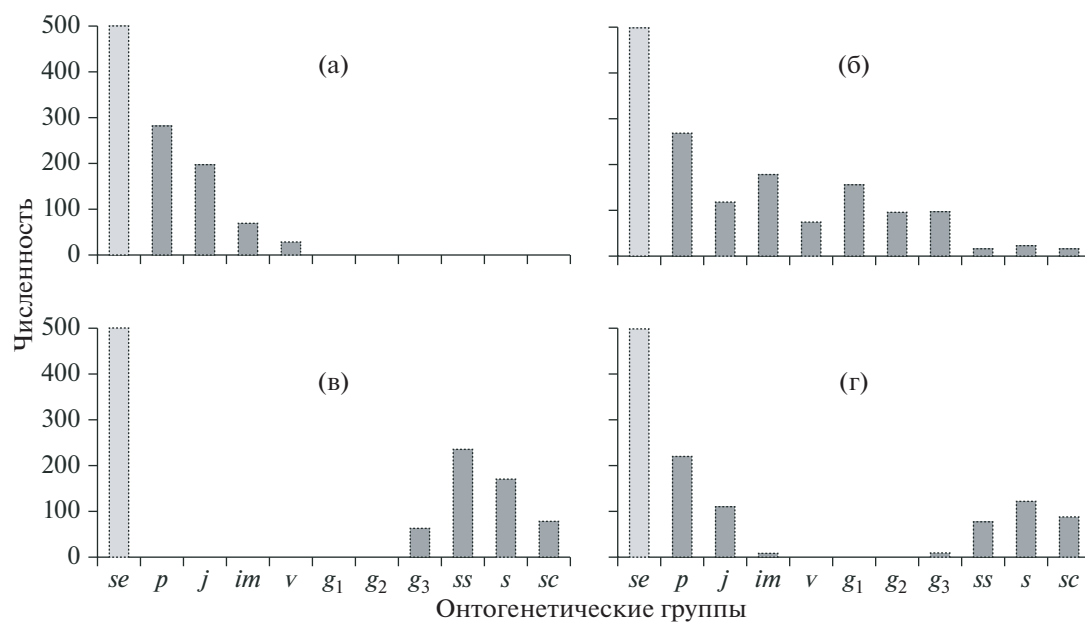 500
400
300
200
100
0
(а)
(б)
500
400
300
200
100
0
(в)
(г)
Численность
se p j im v g1 g2 g3 ss s sc
se p j im v g1 g2 g3 ss s sc
Онтогенетические группы